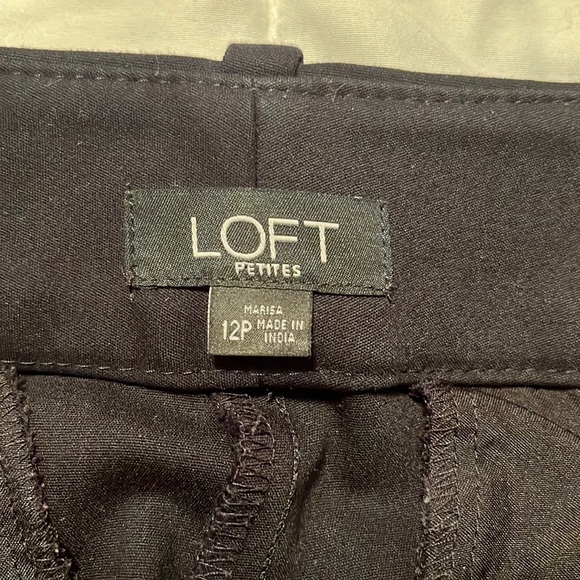 LOFT
PETITES
MARISA
12P MADE IN
INDIA